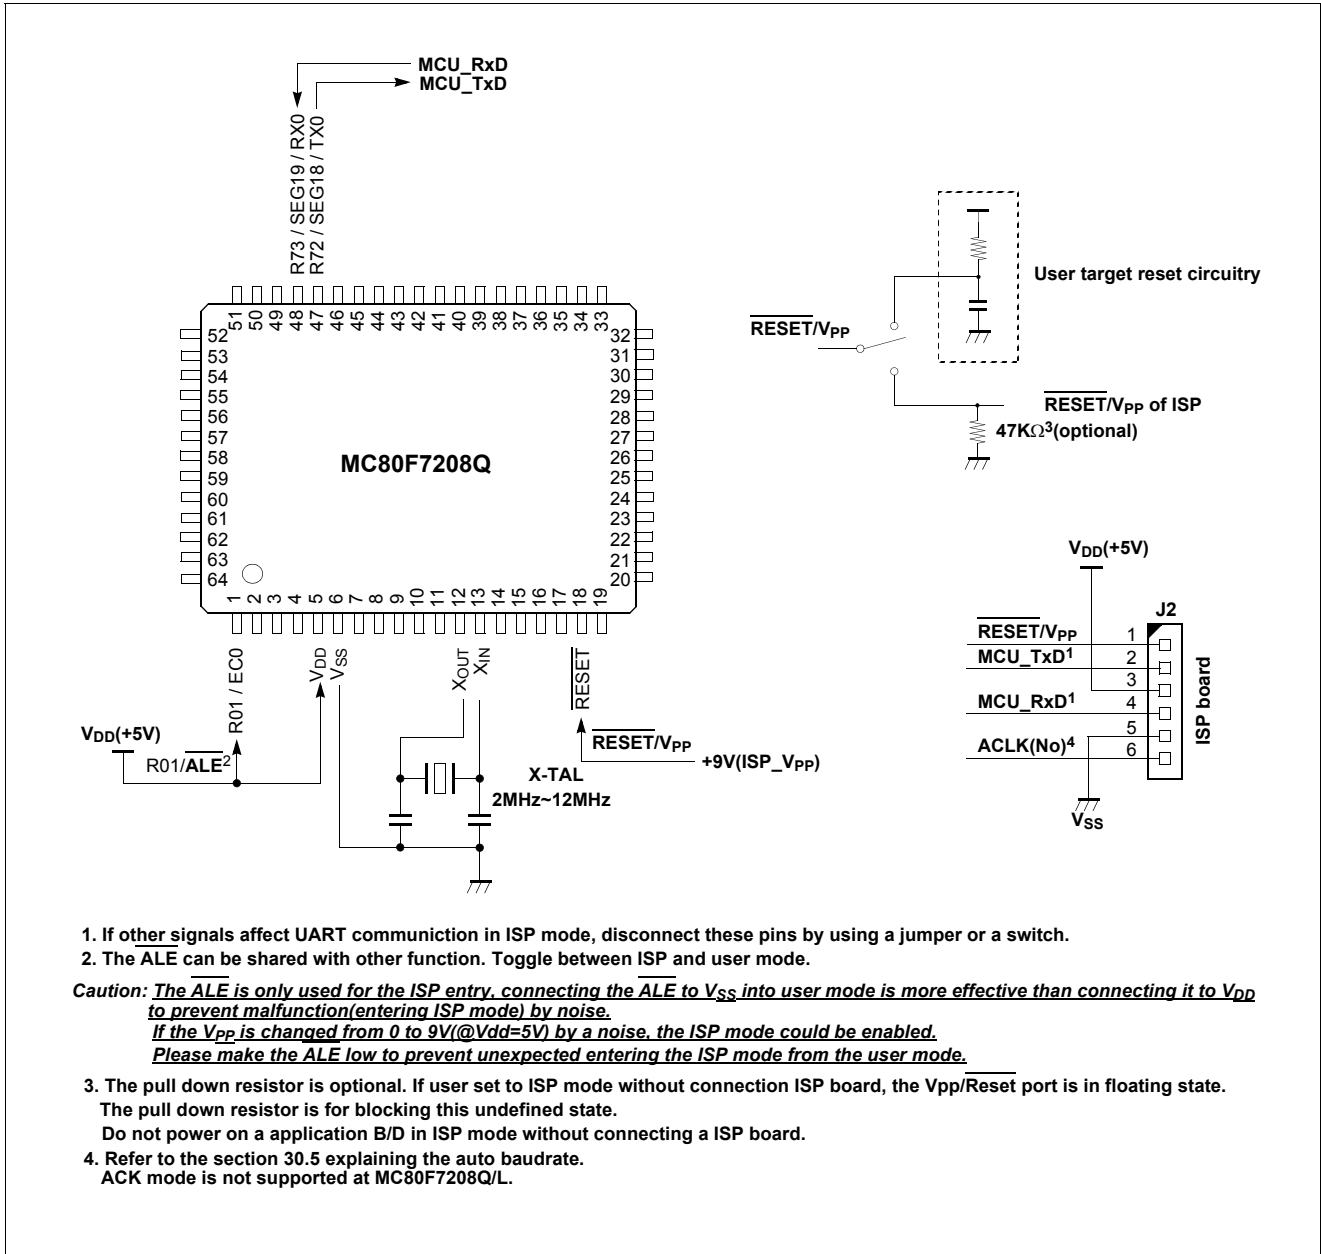 MCU_RxD
MCU_TxD
R73 / SEG19 / RX0
R72 / SEG18 / TX0
51 50 49 48 47 46 45 44 43 42 41 40 39 38 37 36 35 34 33
52
53
54
55
56
57
58
59
60
61
62
63
64
MC80F7208Q
32
31
30
29
28
27
26
25
24
23
22
21
20
1 2 3 4 5 6 7 8 9 10 11 12 13 14 15 16 17 18 19
R01 / EC0
VDD
VSS
XOUT
XIN
RESET
VDD(+5V)
R01/ALE2
X-TAL
2MHz~12MHz
RESET/VPP
+9V(ISP_VPP)
User target reset circuitry
RESET/VPP
RESET/VPP of ISP
47KΩ3(optional)
VDD(+5V)
J2
RESET/VPP 1
MCU_TxD1 2
3
MCU_RxD1 4
5
ACLK(No)4 6
ISP board
VSS
1. If other signals affect UART communiction in ISP mode, disconnect these pins by using a jumper or a switch.
2. The ALE can be shared with other function. Toggle between ISP and user mode.
Caution: The ALE is only used for the ISP entry, connecting the ALE to VSS into user mode is more effective than connecting it to VDD
to prevent malfunction(entering ISP mode) by noise.
If the VPP is changed from 0 to 9V(@Vdd=5V) by a noise, the ISP mode could be enabled.
Please make the ALE low to prevent unexpected entering the ISP mode from the user mode.
3. The pull down resistor is optional. If user set to ISP mode without connection ISP board, the Vpp/Reset port is in floating state.
The pull down resistor is for blocking this undefined state.
Do not power on a application B/D in ISP mode without connecting a ISP board.
4. Refer to the section 30.5 explaining the auto baudrate.
ACK mode is not supported at MC80F7208Q/L.